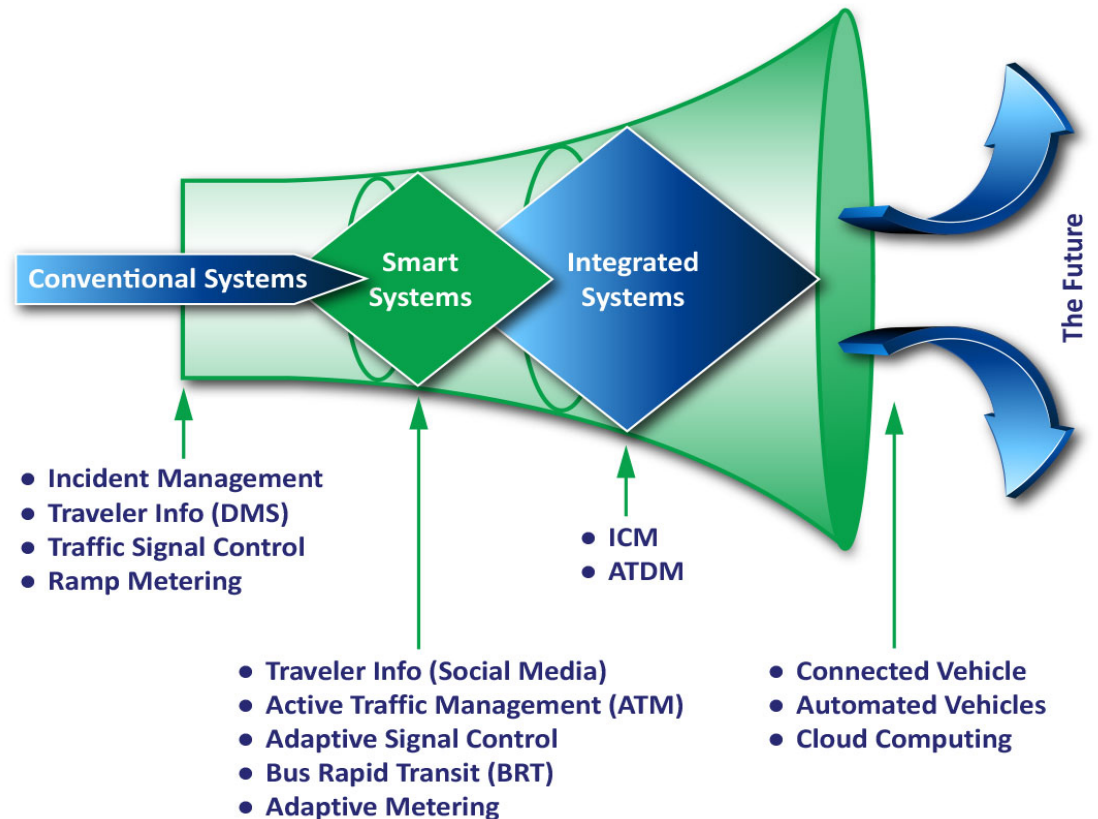 Conventional Systems
Smart
Systems
Integrated
Systems
The Future
● Incident Management
● Traveler Info (DMS)
● Traffic Signal Control
● Ramp Metering
● Traveler Info (Social Media)
● Active Traffic Management (ATM)
● Adaptive Signal Control
● Bus Rapid Transit (BRT)
● Adaptive Metering
● ICM
● ATDM
● Connected Vehicle
● Automated Vehicles
● Cloud Computing